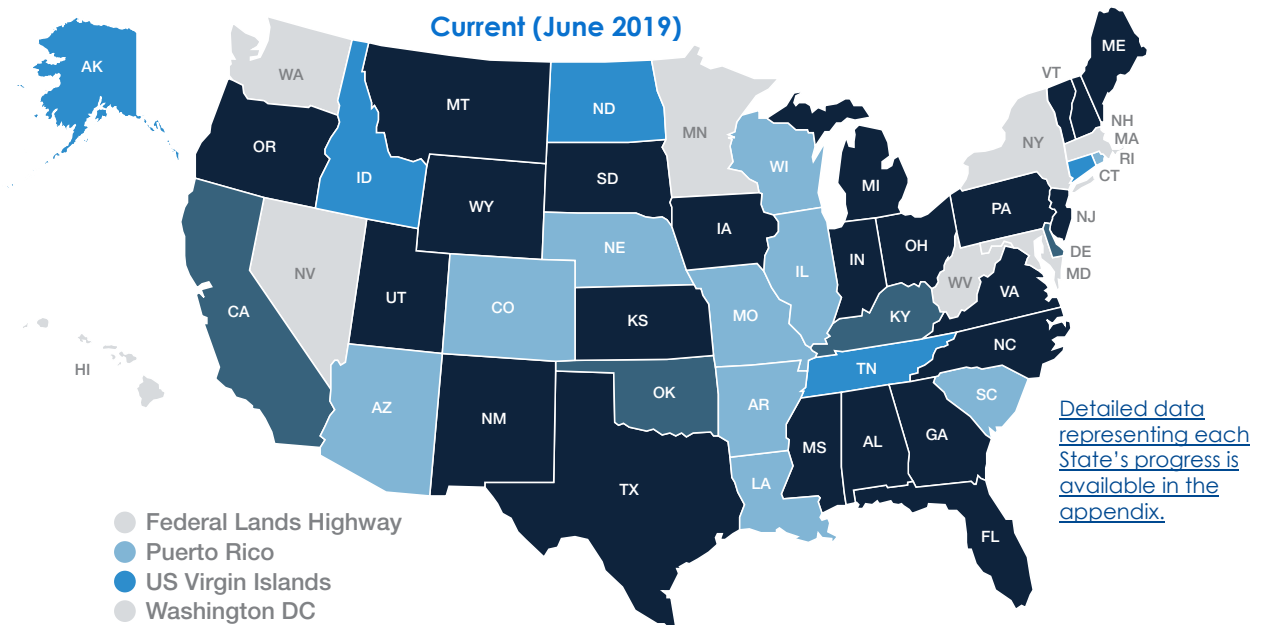 Current (June 2019)
AK
WA
MT
ND
MN
ME
VT
NH
MA
RI
CT
NY
OR
ID
WY
SD
WI
MI
IA
NE
PA
NJ
DE
MD
OH
IN
IL
WV
VA
NV
UT
CO
KS
MO
KY
CA
HI
NC
TN
SC
OK
AR
AZ
NM
MS
AL
GA
LA
TX
FL
Detailed data
representing each
State’s progress is
available in the
appendix.
Federal Lands Highway
Puerto Rico
US Virgin Islands
Washington DC